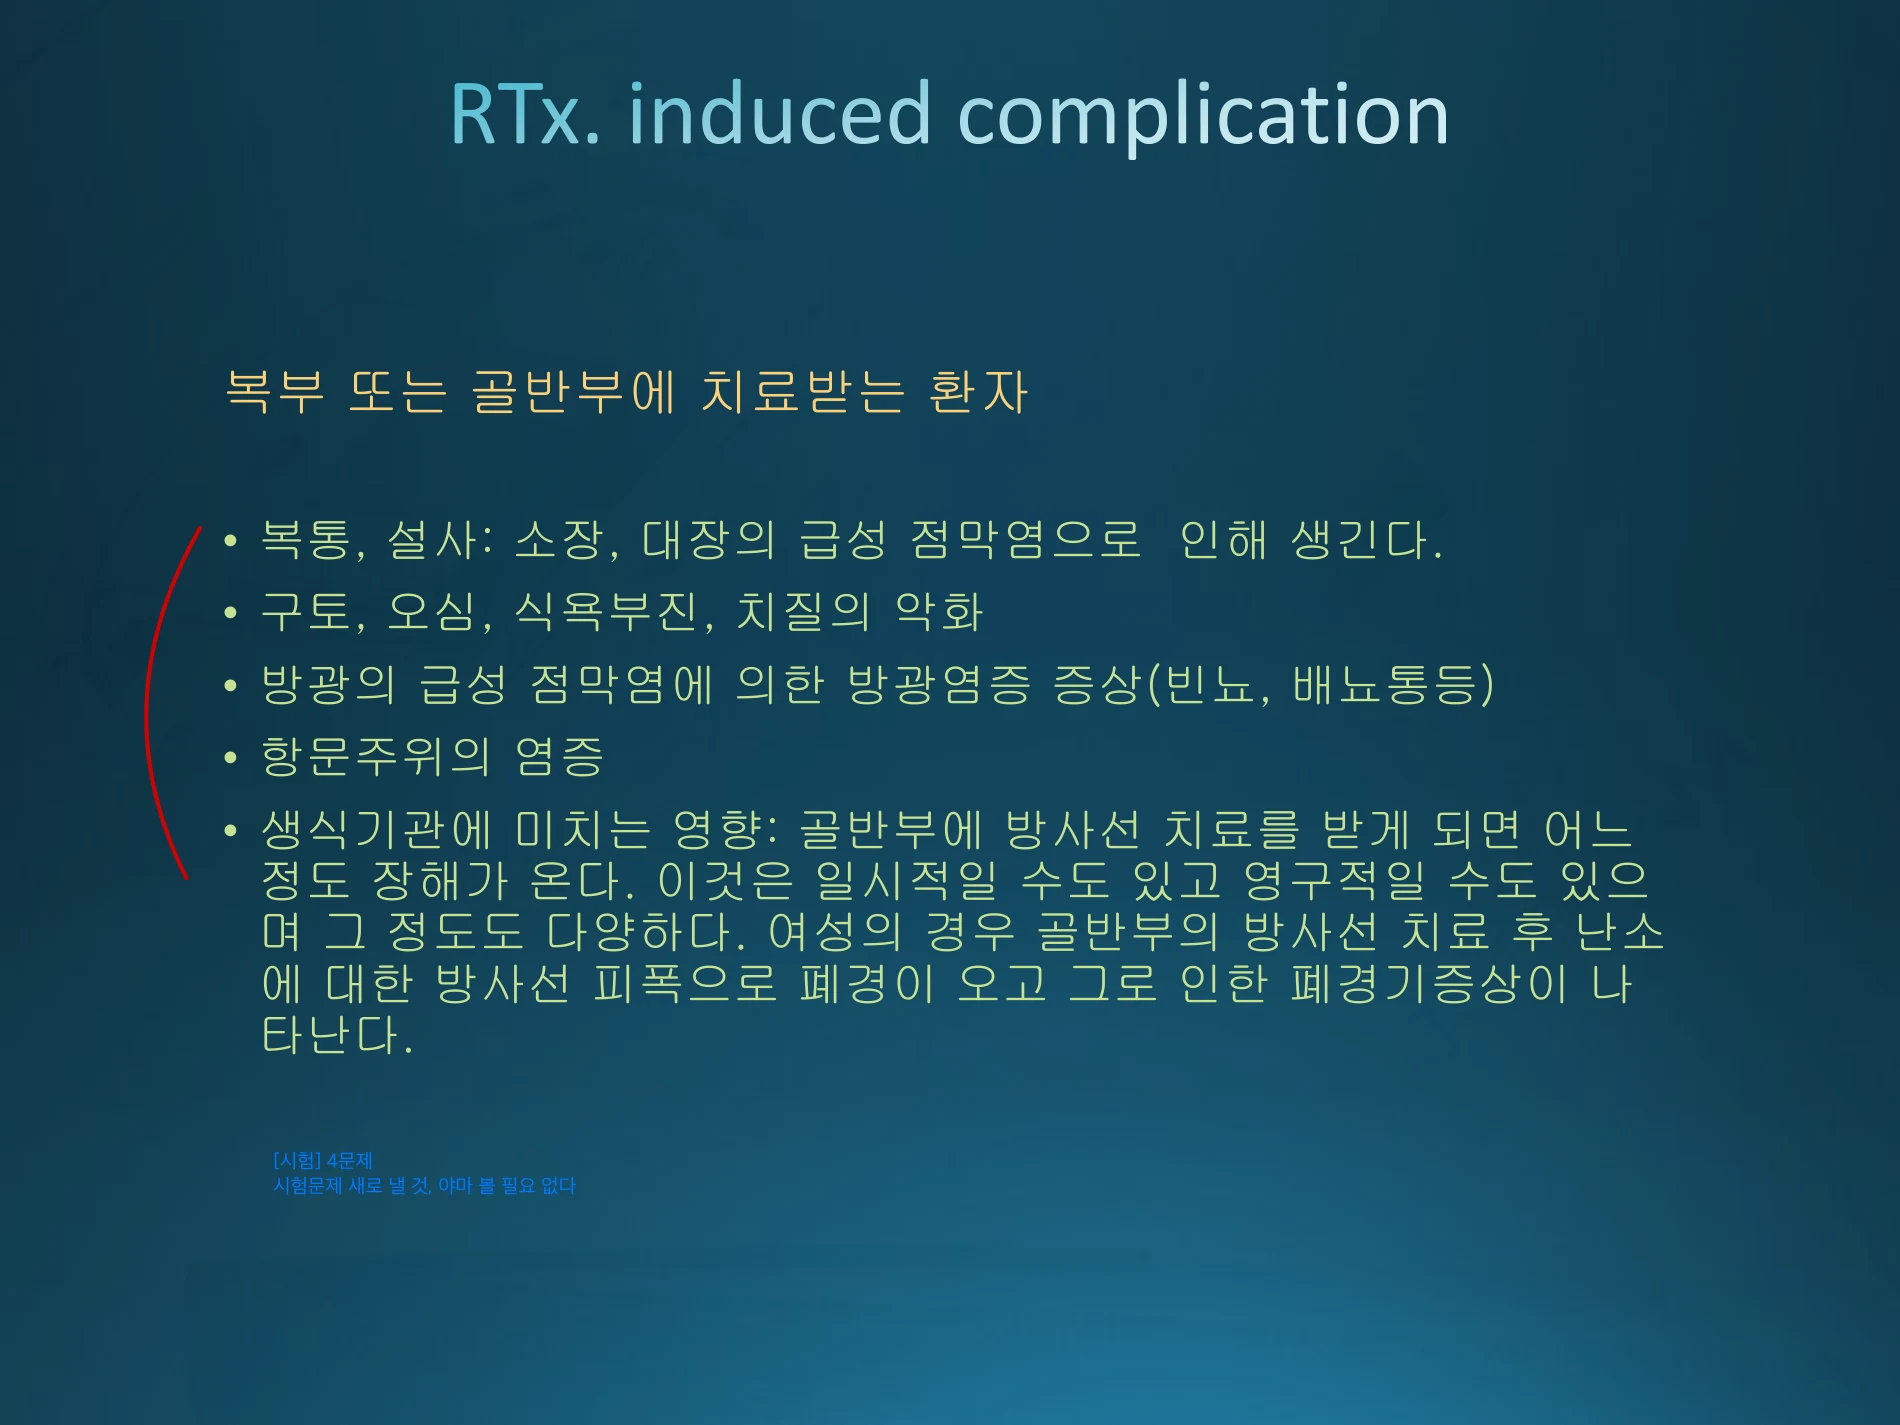 RTx. induced complication
복부 또는 골반부에 치료받는 환자
• 복통, 설사: 소장, 대장의 급성 점막염으로 인해 생긴다.
• 구토, 오심, 식욕부진, 치질의 악화
• 방광의 급성 점막염에 의한 방광염증 증상(빈뇨, 배뇨통등)
• 항문주위의 염증
• 생식기관에 미치는 영향: 골반부에 방사선 치료를 받게 되면 어느
정도 장해가 온다. 이것은 일시적일 수도 있고 영구적일 수도 있으
며 그 정도도 다양하다. 여성의 경우 골반부의 방사선 치료 후 난소
에 대한 방사선 피폭으로 폐경이 오고 그로 인한 폐경기증상이 나
타난다.
[시험] 4문제
시험문제 새로 낼 것, 야마 볼 필요 없다